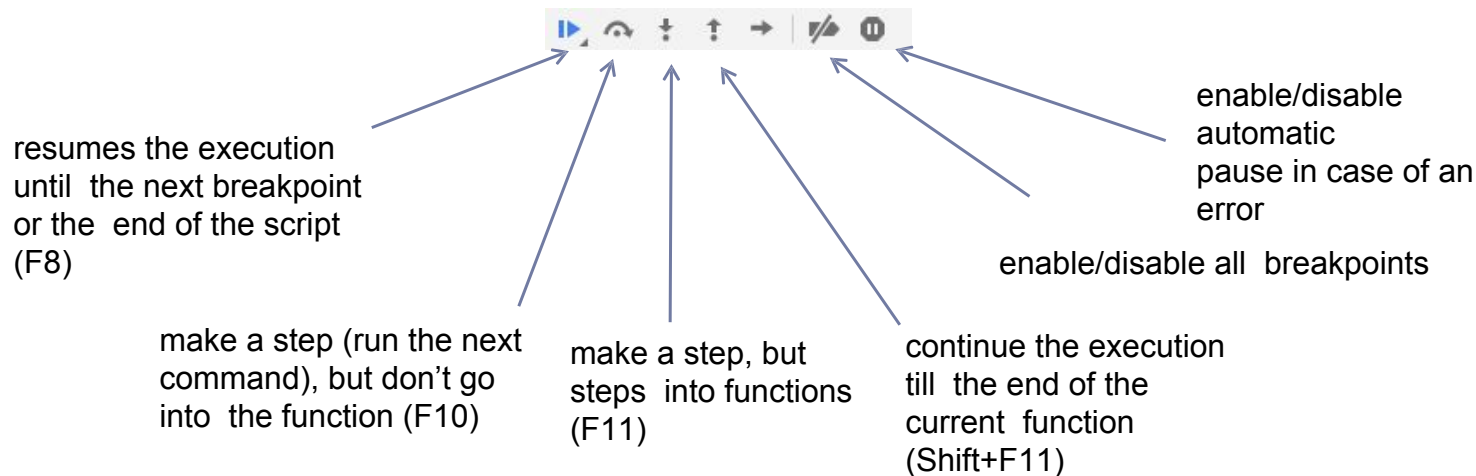 resumes the execution
until the next breakpoint
or the end of the script
(F8)
make a step (run the next
command), but don't go
into the function (F10)
make a step, but
steps into functions
(F11)
continue the execution
till the end of the
current function
(Shift+F11)
enable/disable all breakpoints
enable/disable
automatic
pause in case of an
error